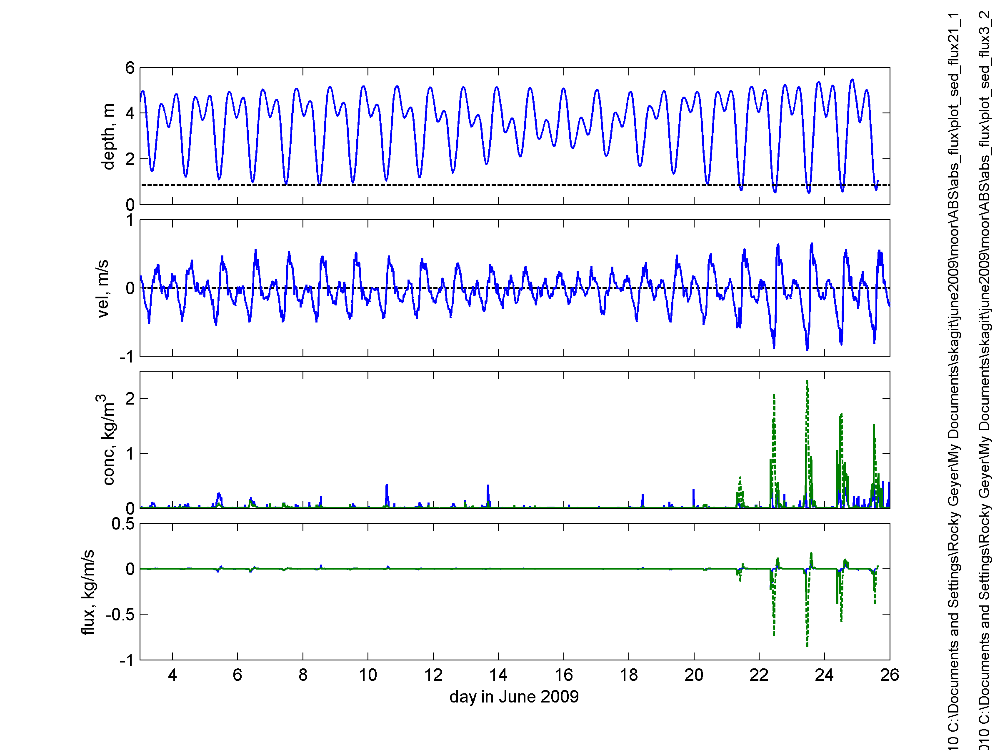 6
4
2
0
depth, m
1
0
-1
vel, m/s
2
1
0
conc, kg/m3
0.5
0
-0.5
-1
flux, kg/m/s
4 6 8 10 12 14 16 18 20 22 24 26
day in June 2009
10 C:\Documents and Settings\Rocky Geyer\My Documents\skagit\june2009\moor\ABS\abs_flux\plot_sed_flux21_1
010 C:\Documents and Settings\Rocky Geyer\My Documents\skagit\june2009\moor\ABS\abs_flux\plot_sed_flux3_2